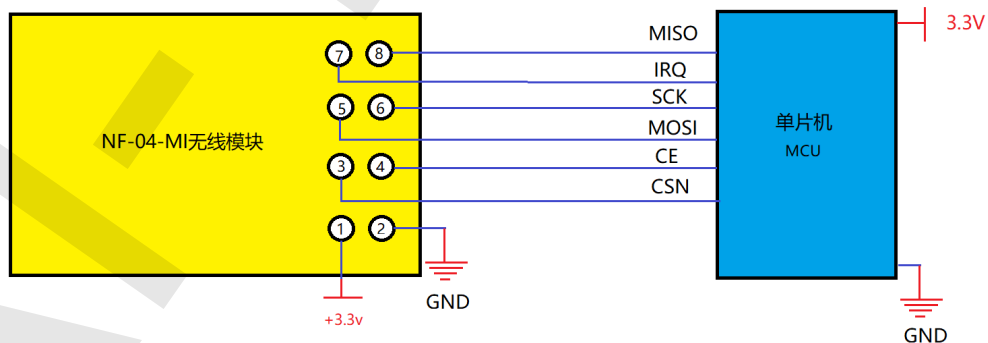 NF-04-MI无线模块
7
8
5
6
3
4
1
2
+3.3v
GND
MISO
IRQ
SCK
MOSI
CE
CSN
单片机
MCU
3.3V
GND